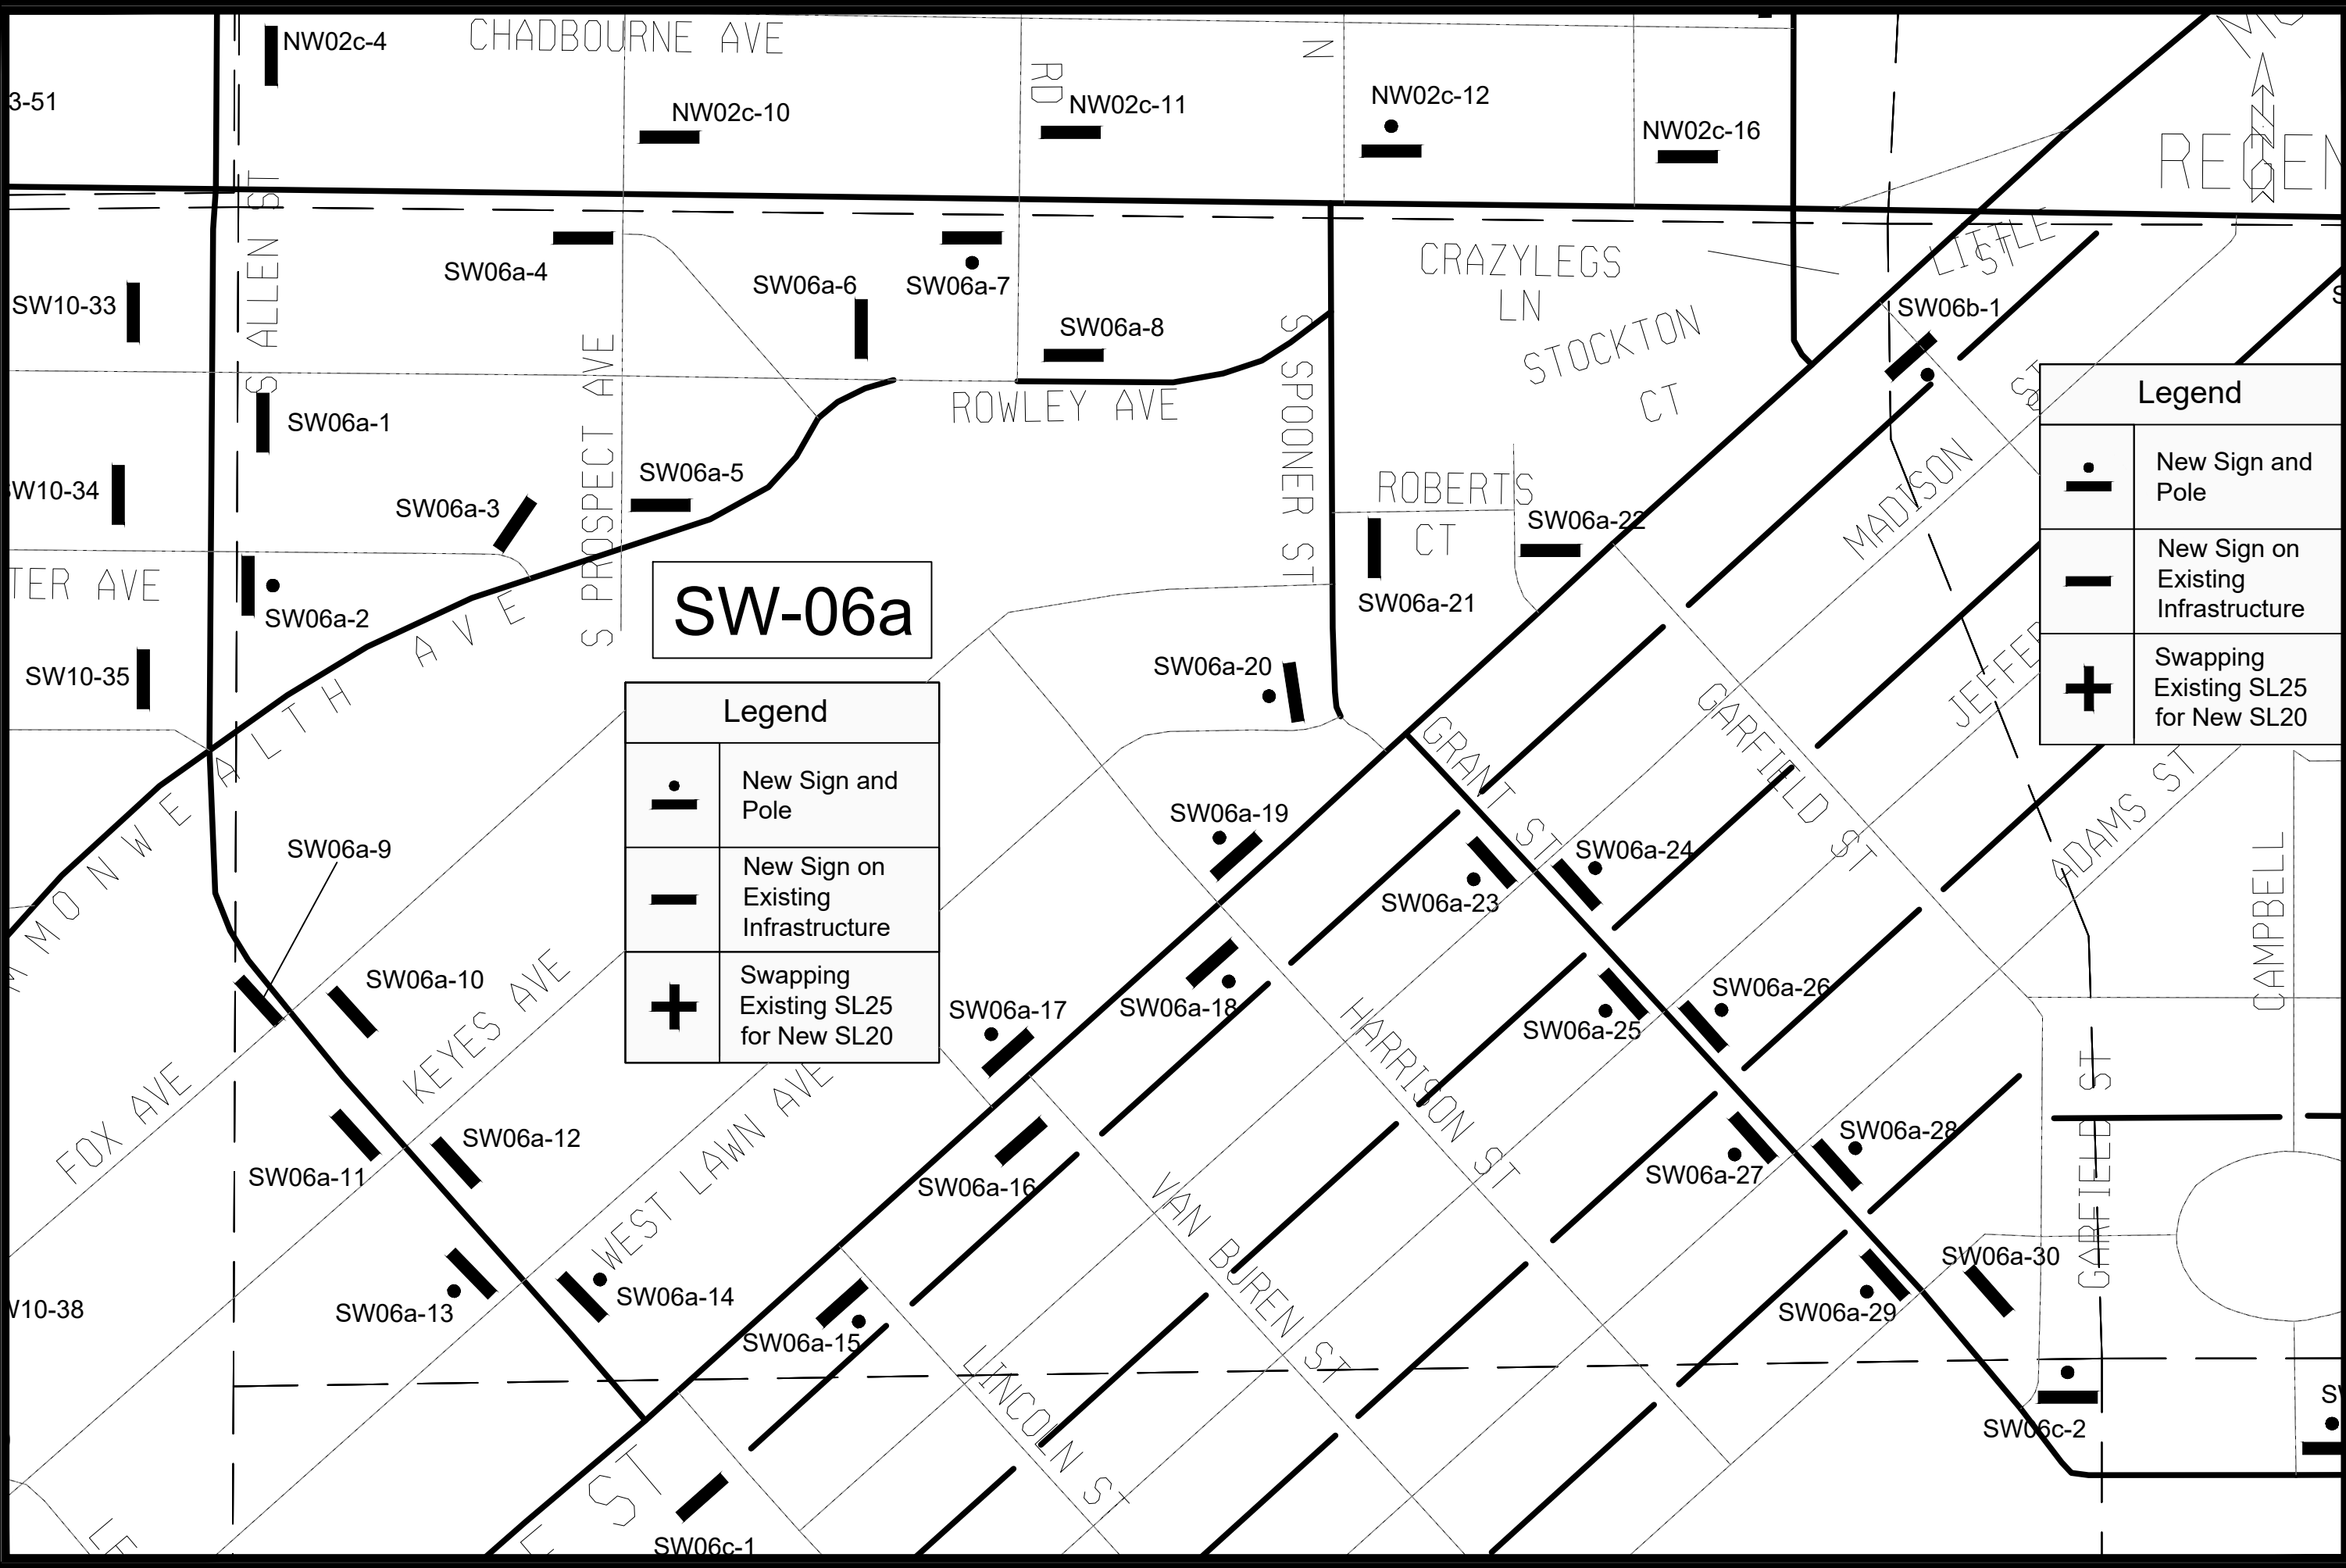 NW02c-4
CHADBOURNE AVE
RD
N
3-51
NW02c-10
NW02c-11
NW02c-12
NW02c-16
S ALLEN ST
SW06a-4
SW06a-6
SW06a-7
SW06a-8
CRAZYLEGS
LN
LITTLE
ST
SW06b-1
SW10-33
STOCKTON
CT
SW06a-1
S PROSPECT AVE
ROWLEY AVE
S SPOONER ST
SW06a-5
SW06a-3
W10-34
ROBERTS
CT
SW06a-22
MADISON
ST
Legend
New Sign and
Pole
New Sign on
Existing
Infrastructure
Swapping
Existing SL25
for New SL20
TER AVE
SW06a-2
SW06a-21
SW-06a
SW10-35
SW06a-20
JEFFE
M M O N W E A L T H AVE
Legend
New Sign and
Pole
New Sign on
Existing
Infrastructure
Swapping
Existing SL25
for New SL20
GRANT ST
GARFIELD ST
ADAMS ST
SW06a-19
SW06a-9
SW06a-24
SW06a-23
CAMPBELL
SW06a-10
KEYES AVE
SW06a-17
SW06a-18
SW06a-26
SW06a-25
HARRISON ST
FOX AVE
WEST LAWN AVE
SW06a-12
SW06a-11
SW06a-16
VAN BUREN ST
SW06a-28
SW06a-27
GARFIELD ST
W10-38
SW06a-13
SW06a-14
SW06a-15
SW06a-30
SW06a-29
LINCOLN ST
SW06c-2
ST
SW06c-1